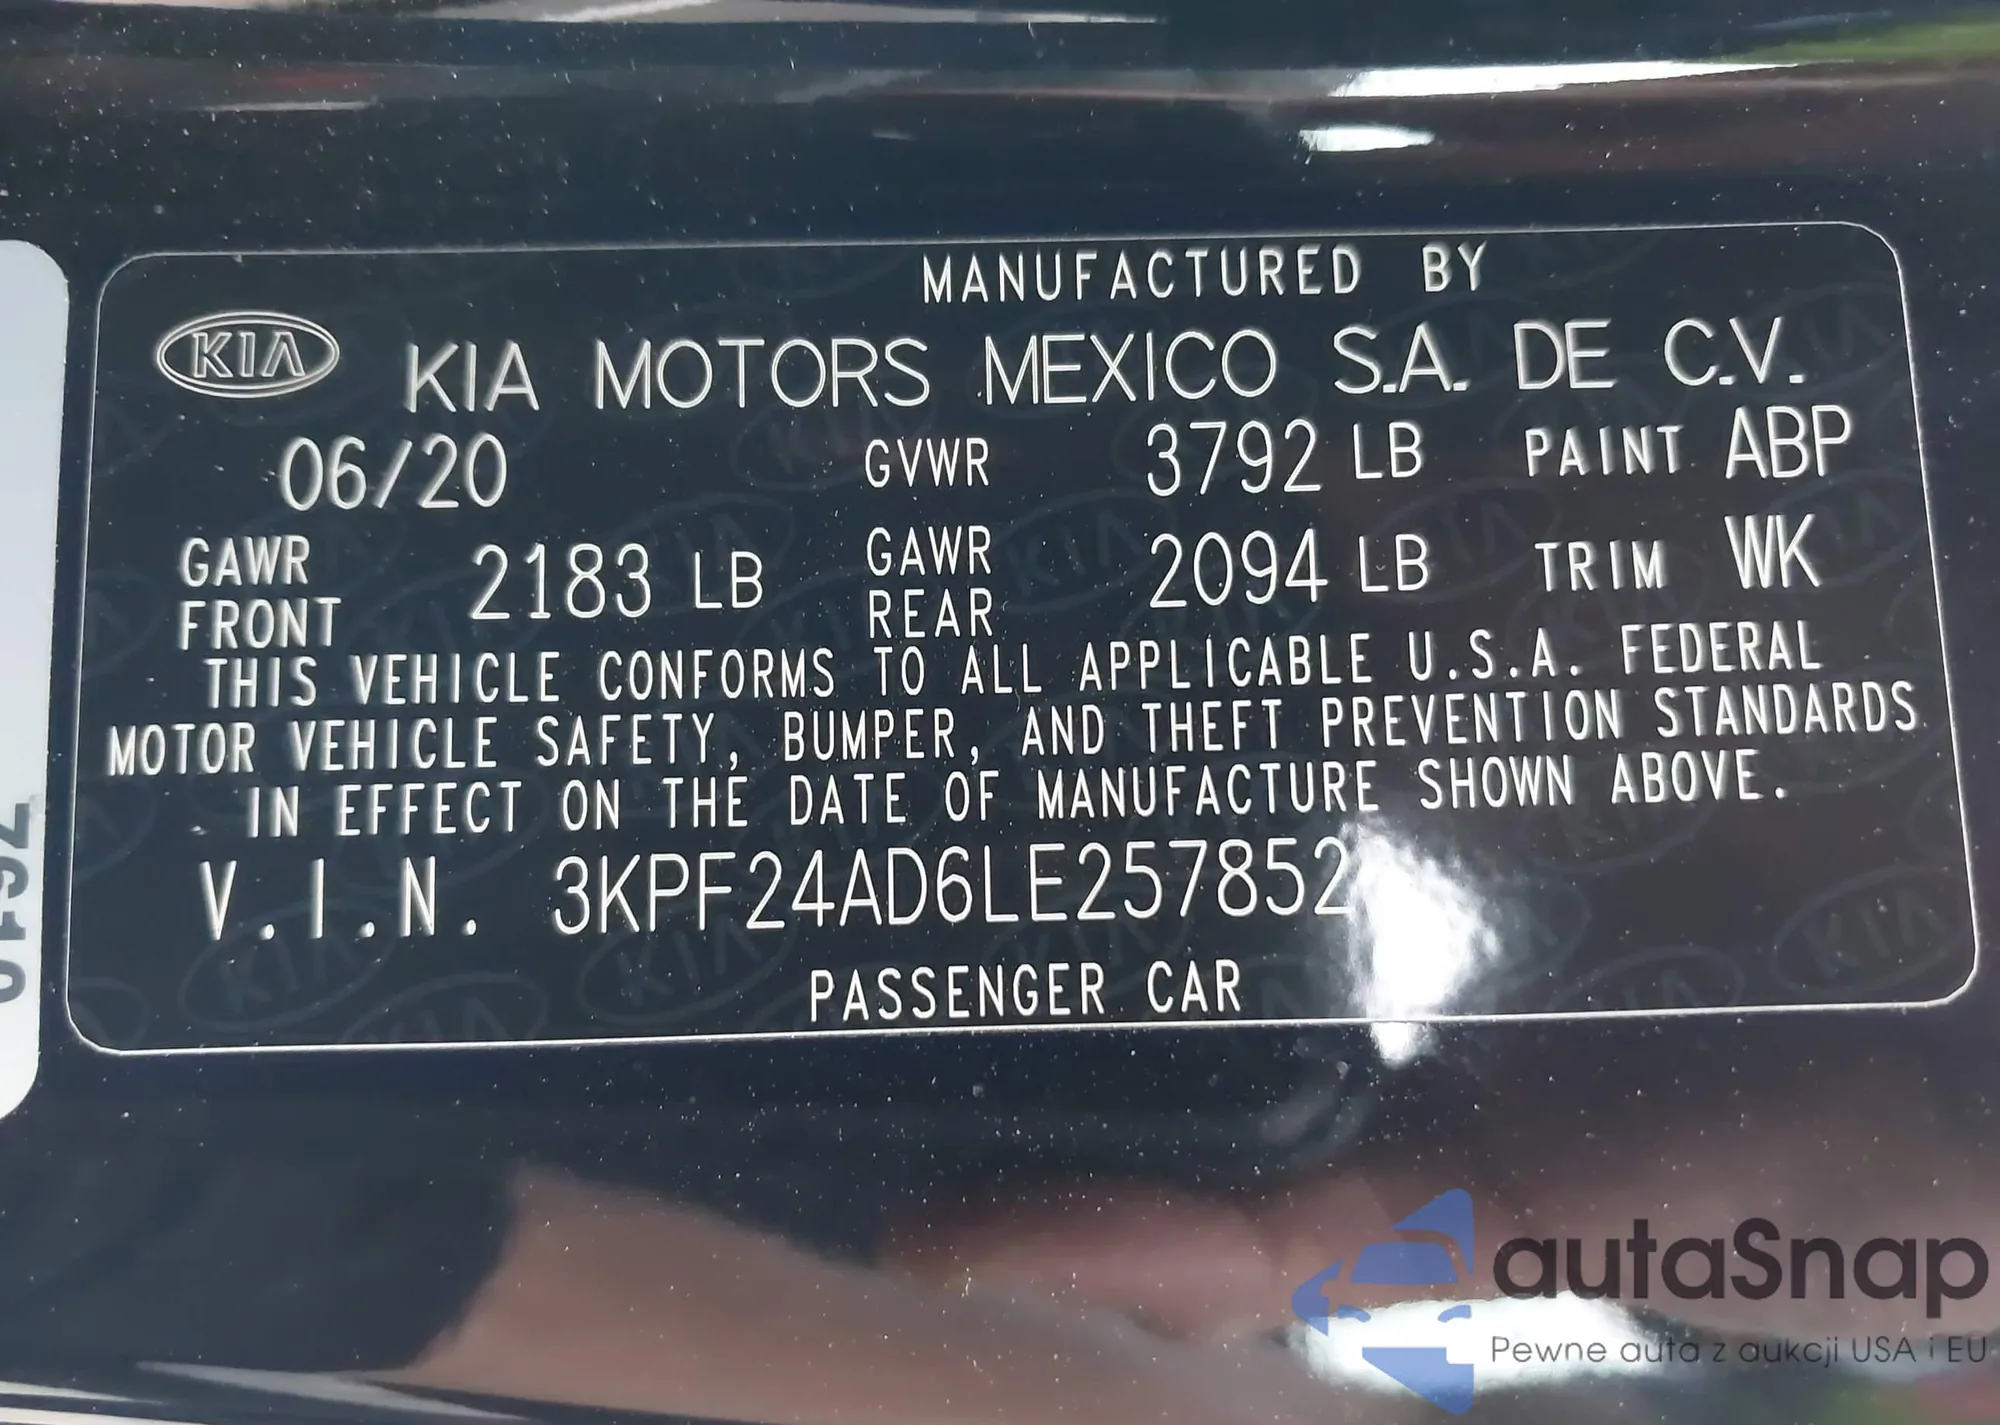 MANUFACTURED BY
KIA KIA MOTORS MEXICO S.A. DE C.V.
06/20 GVWR 3792 LB PAINT ABP
GAWR FRONT 2183 LB GAWR REAR 2094 LB TRIM WK
THIS VEHICLE CONFORMS TO ALL APPLICABLE U.S.A. FEDERAL
MOTOR VEHICLE SAFETY, BUMPER, AND THEFT PREVENTION STANDARDS
IN EFFECT ON THE DATE OF MANUFACTURE SHOWN ABOVE.
V.I.N. 3KPF24AD6LE257852
PASSENGER CAR
autaSnap
Pewne auta z aukcji USA i EU